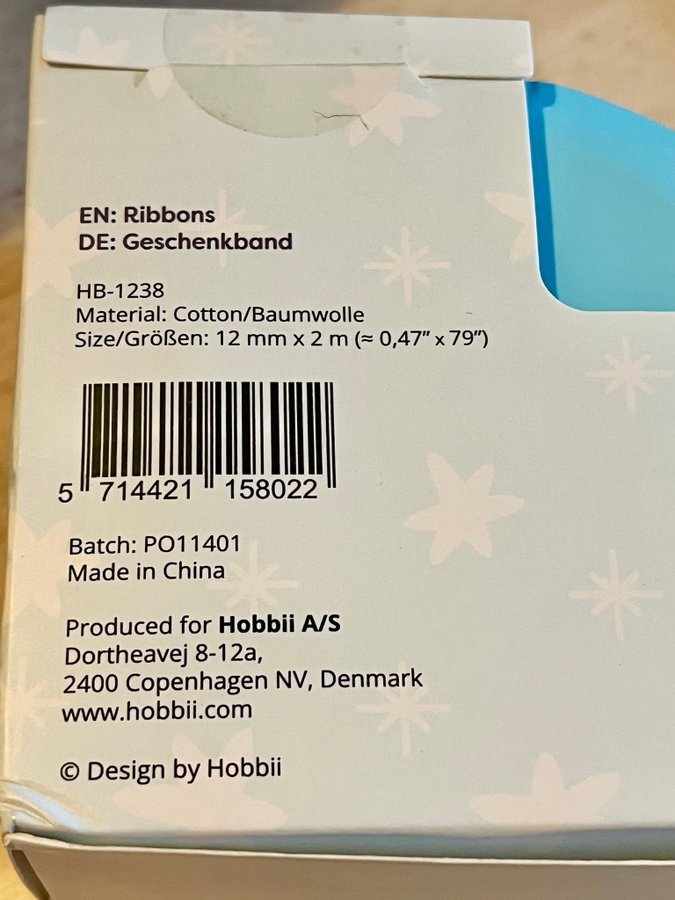 EN: Ribbons
DE: Geschenkband
HB-1238
Material: Cotton/Baumwolle
Size/Größen: 12 mm x 2 m (≈ 0,47” x 79”)
5 714421 158022
Batch: PO11401
Made in China
Produced for Hobbii A/S
Dortheavej 8-12a,
2400 Copenhagen NV, Denmark
www.hobbii.com
© Design by Hobbii